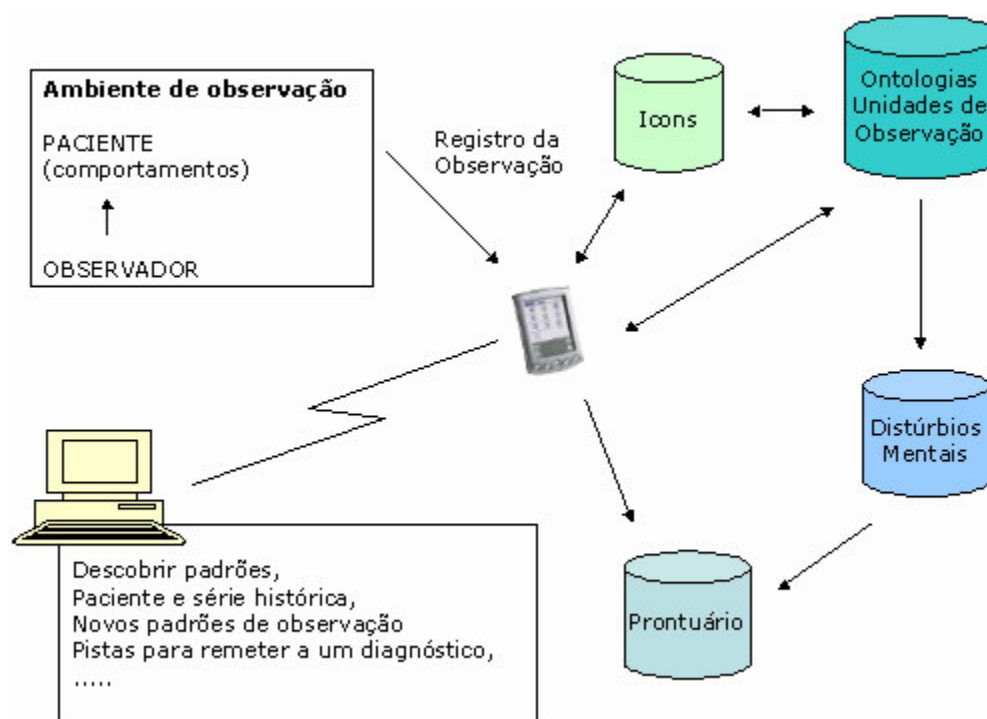 Ambiente de observação
PACIENTE
(comportamentos)
OBSERVADOR
Registro da
Observação
Icons
Ontologias
Unidades de
Observação
Distúrbios
Mentais
Prontuário
Descobrir padrões,
Paciente e série histórica,
Novos padrões de observação
Pistas para remeter a um diagnóstico,
.....